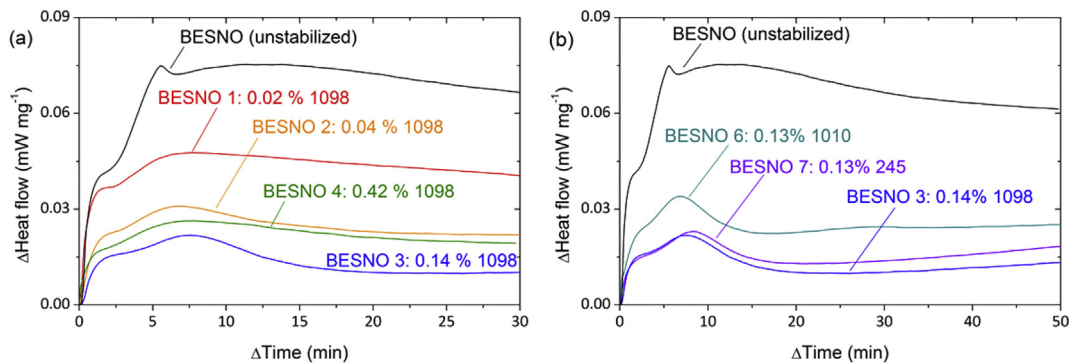 (a)
BESNO (unstabilized)
BESNO 1: 0.02 % 1098
BESNO 2: 0.04 % 1098
BESNO 4: 0.42 % 1098
BESNO 3: 0.14 % 1098
0.09
0.06
0.03
0.00
ΔHeat flow (mW mg⁻¹)
0 5 10 15 20 25 30
ΔTime (min)
(b)
BESNO (unstabilized)
BESNO 6: 0.13% 1010
BESNO 7: 0.13% 245
BESNO 3: 0.14% 1098
0.09
0.06
0.03
0.00
ΔHeat flow (mW mg⁻¹)
0 10 20 30 40 50
ΔTime (min)